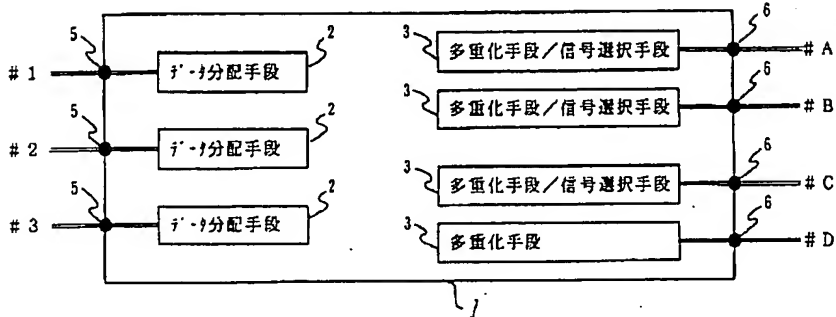 5 2 3 6
#1 データ分配手段 多重化手段/信号選択手段 #A
3 6
多重化手段/信号選択手段 #B
5 2
#2 データ分配手段
3 6
多重化手段/信号選択手段 #C
5 2
#3 データ分配手段
3 6
多重化手段 #D
1